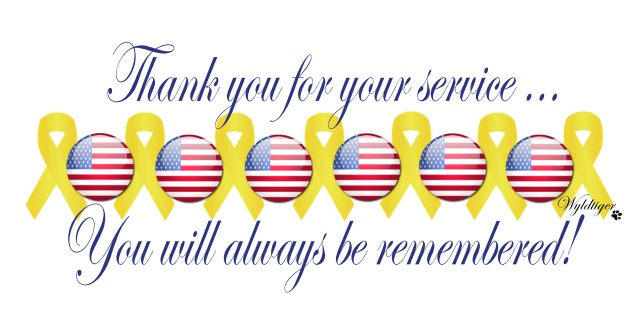 Thank you for your service ...
Wyldtiger
You will always be remembered!